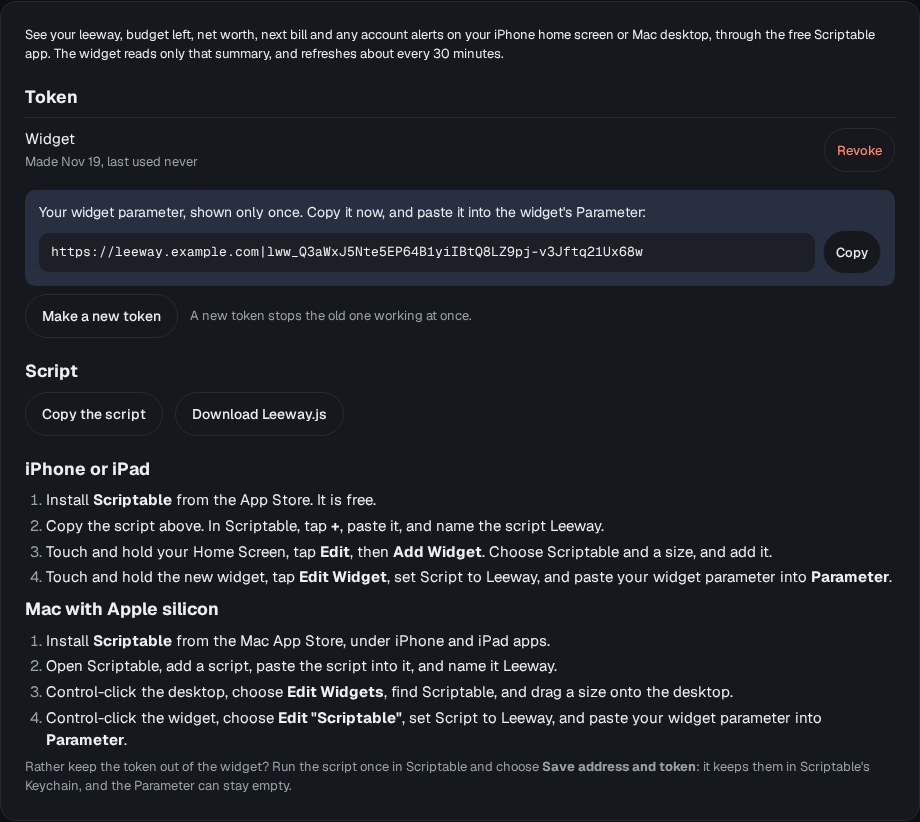 See your leeway, budget left, net worth, next bill and any account alerts on your iPhone home screen or Mac desktop, through the free Scriptable
app. The widget reads only that summary, and refreshes about every 30 minutes.
Token
Widget
Made Nov 19, last used never
Revoke
Your widget parameter, shown only once. Copy it now, and paste it into the widget's Parameter:
https://leeway.example.com|lww_Q3aWxJ5Nte5EP64B1yiIBtQ8LZ9pj-v3Jftq21Ux68w
Copy
Make a new token
A new token stops the old one working at once.
Script
Copy the script
Download Leeway.js
iPhone or iPad
1. Install Scriptable from the App Store. It is free.
2. Copy the script above. In Scriptable, tap +, paste it, and name the script Leeway.
3. Touch and hold your Home Screen, tap Edit, then Add Widget. Choose Scriptable and a size, and add it.
4. Touch and hold the new widget, tap Edit Widget, set Script to Leeway, and paste your widget parameter into Parameter.
Mac with Apple silicon
1. Install Scriptable from the Mac App Store, under iPhone and iPad apps.
2. Open Scriptable, add a script, paste the script into it, and name it Leeway.
3. Control-click the desktop, choose Edit Widgets, find Scriptable, and drag a size onto the desktop.
4. Control-click the widget, choose Edit "Scriptable", set Script to Leeway, and paste your widget parameter into
Parameter.
Rather keep the token out of the widget? Run the script once in Scriptable and choose Save address and token: it keeps them in Scriptable's
Keychain, and the Parameter can stay empty.